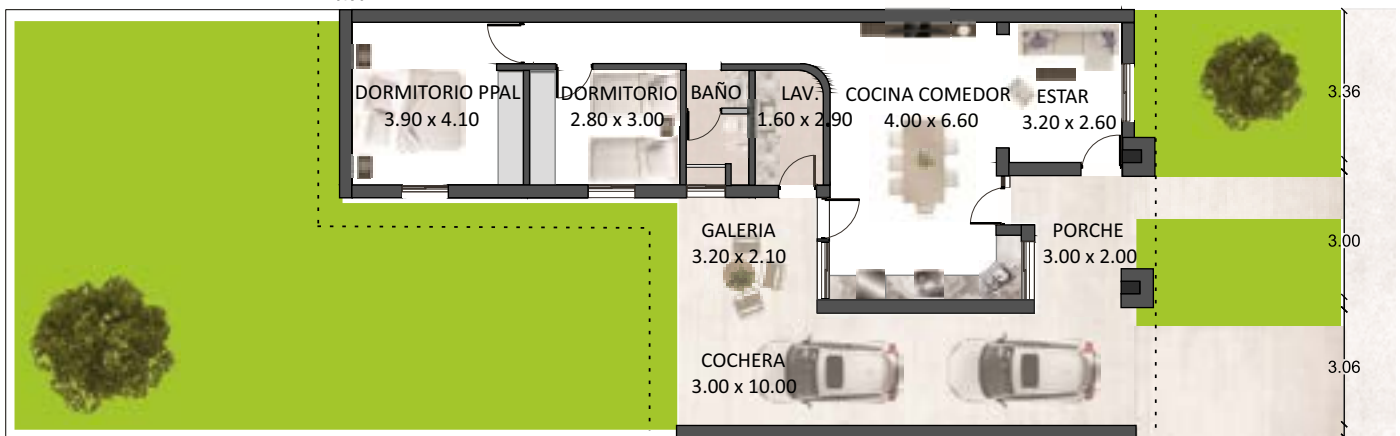 DORMITORIO PPAL
3.90 x 4.10
DORMITORIO
2.80 x 3.00
BAÑO
LAV.
1.60 x 2.90
COCINA COMEDOR
4.00 x 6.60
ESTAR
3.20 x 2.60
3.36
GALERIA
3.20 x 2.10
PORCHE
3.00 x 2.00
3.00
COCHERA
3.00 x 10.00
3.06